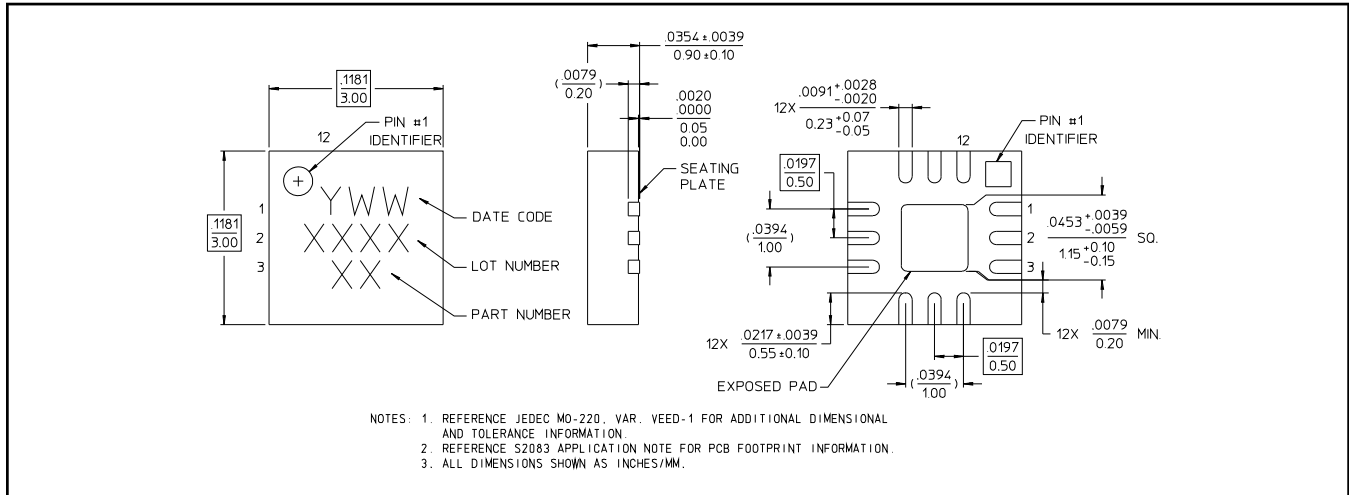 .1181
3.00
12
PIN #1
IDENTIFIER
1
2
3
.1181
3.00
YWW
XXXX
XX
DATE CODE
LOT NUMBER
PART NUMBER
.0354 ±.0039
0.90 ±0.10
(.0079
0.20)
.0020
.0000
0.05
0.00
SEATING
PLATE
12X .0091 +.0028 -.0020
0.23 +0.07 -0.05
12
PIN #1
IDENTIFIER
.0197
0.50
(.0394
1.00)
1
2
3
.0453 +.0039 -.0059 SQ.
1.15 +0.10 -0.15
12X .0217 ±.0039
0.55 ±0.10
12X .0079 MIN.
0.20
.0197
0.50
(.0394
1.00)
EXPOSED PAD
NOTES: 1. REFERENCE JEDEC MO-220, VAR. VEED-1 FOR ADDITIONAL DIMENSIONAL
AND TOLERANCE INFORMATION.
2. REFERENCE S2083 APPLICATION NOTE FOR PCB FOOTPRINT INFORMATION.
3. ALL DIMENSIONS SHOWN AS INCHES/MM.